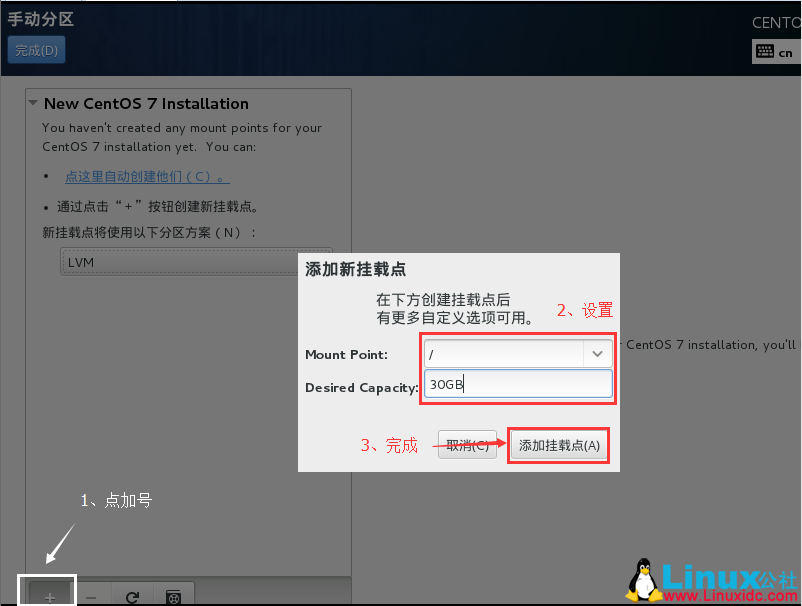 手动分区
CENTO
完成(D)
cn
New CentOS 7 Installation
You haven't created any mount points for your
CentOS 7 installation yet. You can:
• 点这里自动创建他们(C)。
• 通过点击“+”按钮创建新挂载点。
新挂载点将使用以下分区方案(N):
LVM
添加新挂载点
在下方创建挂载点后
有更多自定义选项可用。
2、设置
Mount Point:
/
CentOS 7 installation, you'll
Desired Capacity:
30GB
3、完成
取消(C)
添加挂载点(A)
1、点加号
Linux公社
www.Linuxidc.com